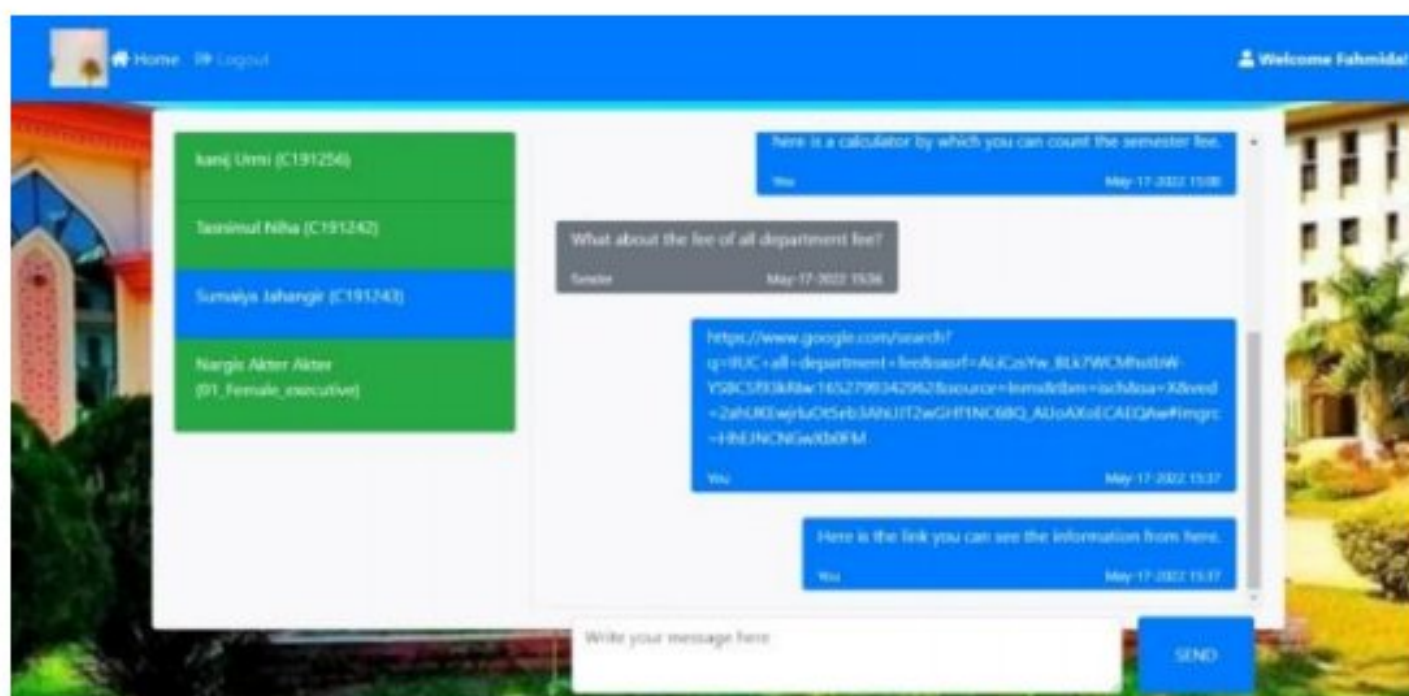 Home Logout
Welcome Fahmida!
kanij Urmi (C191256)
Tasnimul Niha (C191242)
Sumaiya Jahangir (C191243)
Nargis Akter Akter
(01_Female_executive)
here is a calculator by which you can count the semester fee.
You May-17-2022
What about the fee of all department fee?
Sender May-17-2022 15:36
https://www.google.com/search?
You May-17-2022 15:37
Here is the link you can see the information from here.
You May-17-2022 15:37
Write your message here
SEND